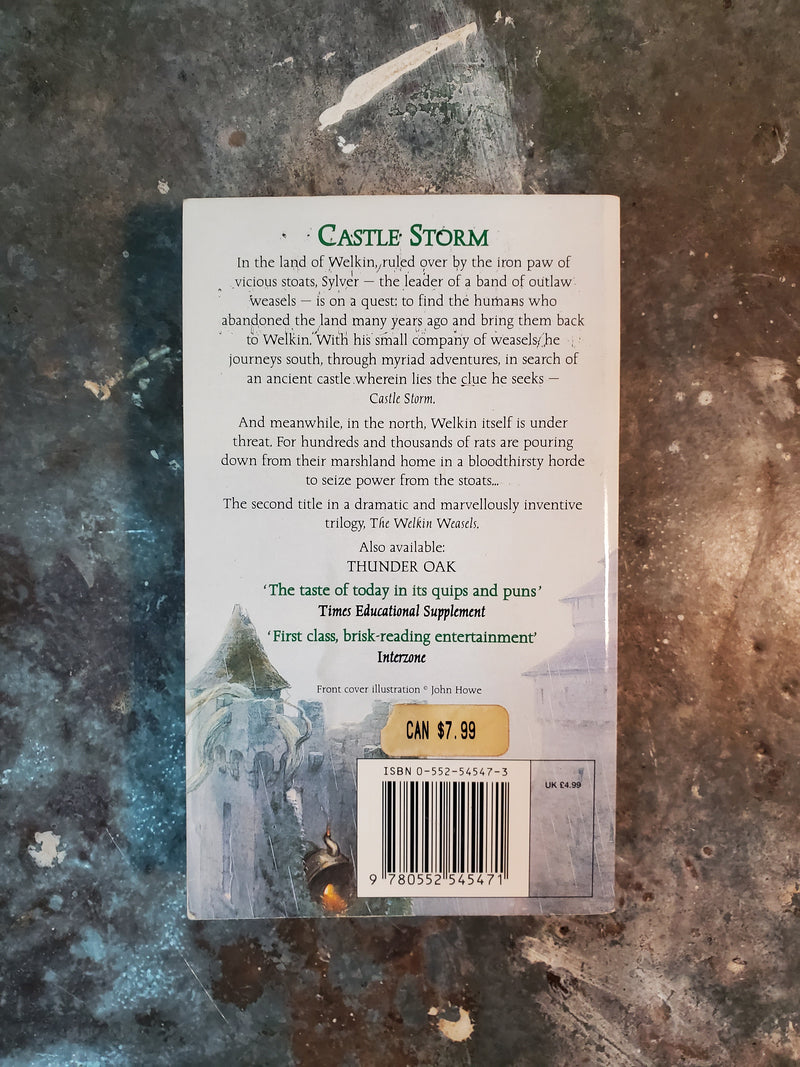 CASTLE STORM
In the land of Welkin, ruled over by the iron paw of
vicious stoats, Sylver — the leader of a band of outlaw
weasels — is on a quest: to find the humans who
abandoned the land many years ago and bring them back
to Welkin. With his small company of weasels, he
journeys south, through myriad adventures, in search of
an ancient castle wherein lies the clue he seeks —
Castle Storm.
And meanwhile, in the north, Welkin itself is under
threat. For hundreds and thousands of rats are pouring
down from their marshland home in a bloodthirsty horde
to seize power from the stoats...
The second title in a dramatic and marvellously inventive
trilogy, The Welkin Weasels.
Also available:
THUNDER OAK
‘The taste of today in its quips and puns’
Times Educational Supplement
‘First class, brisk-reading entertainment’
Interzone
Front cover illustration © John Howe
CAN $7.99
ISBN 0-552-54547-3
UK £4.99
9 780552 545471